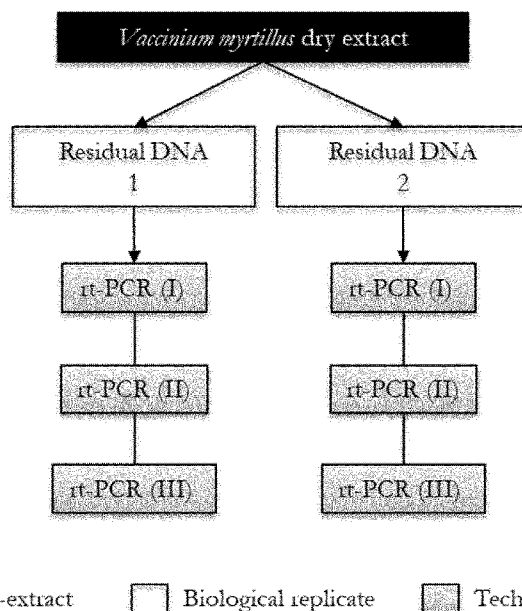 Vaccinium myrtillus dry extract
Residual DNA
1
Residual DNA
2
rt-PCR (I)
rt-PCR (I)
rt-PCR (II)
rt-PCR (II)
rt-PCR (III)
rt-PCR (III)
-extract
Biological replicate
Tech